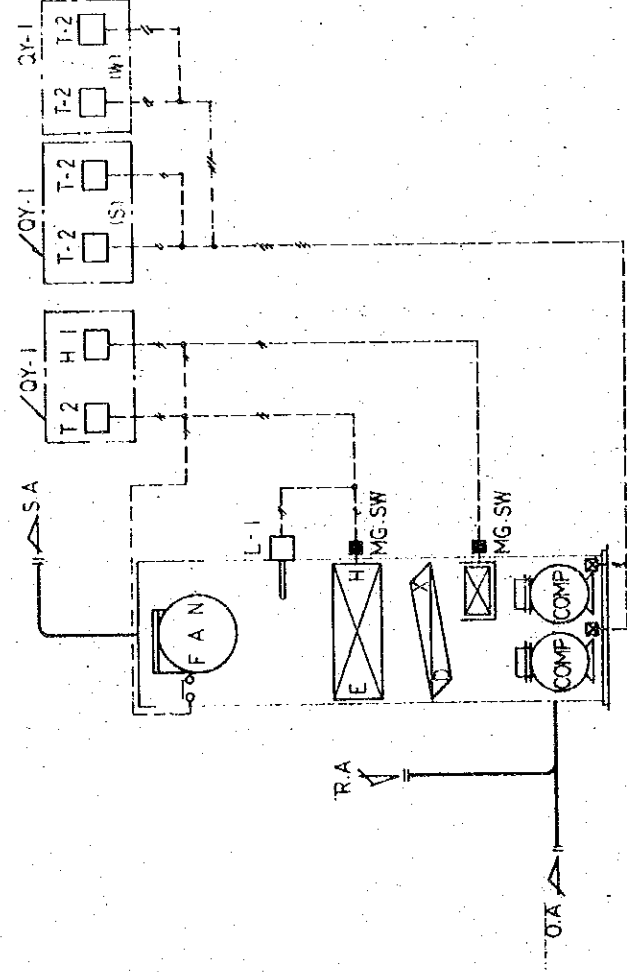 QY-1
T-2
T-2
(W)
QY-1
T-2
T-2
(S)
QY-1
H 1
T 2
S.A
L-1
FAN
MG.SW
E H
DX
MG.SW
COMP
COMP
R.A
O.A